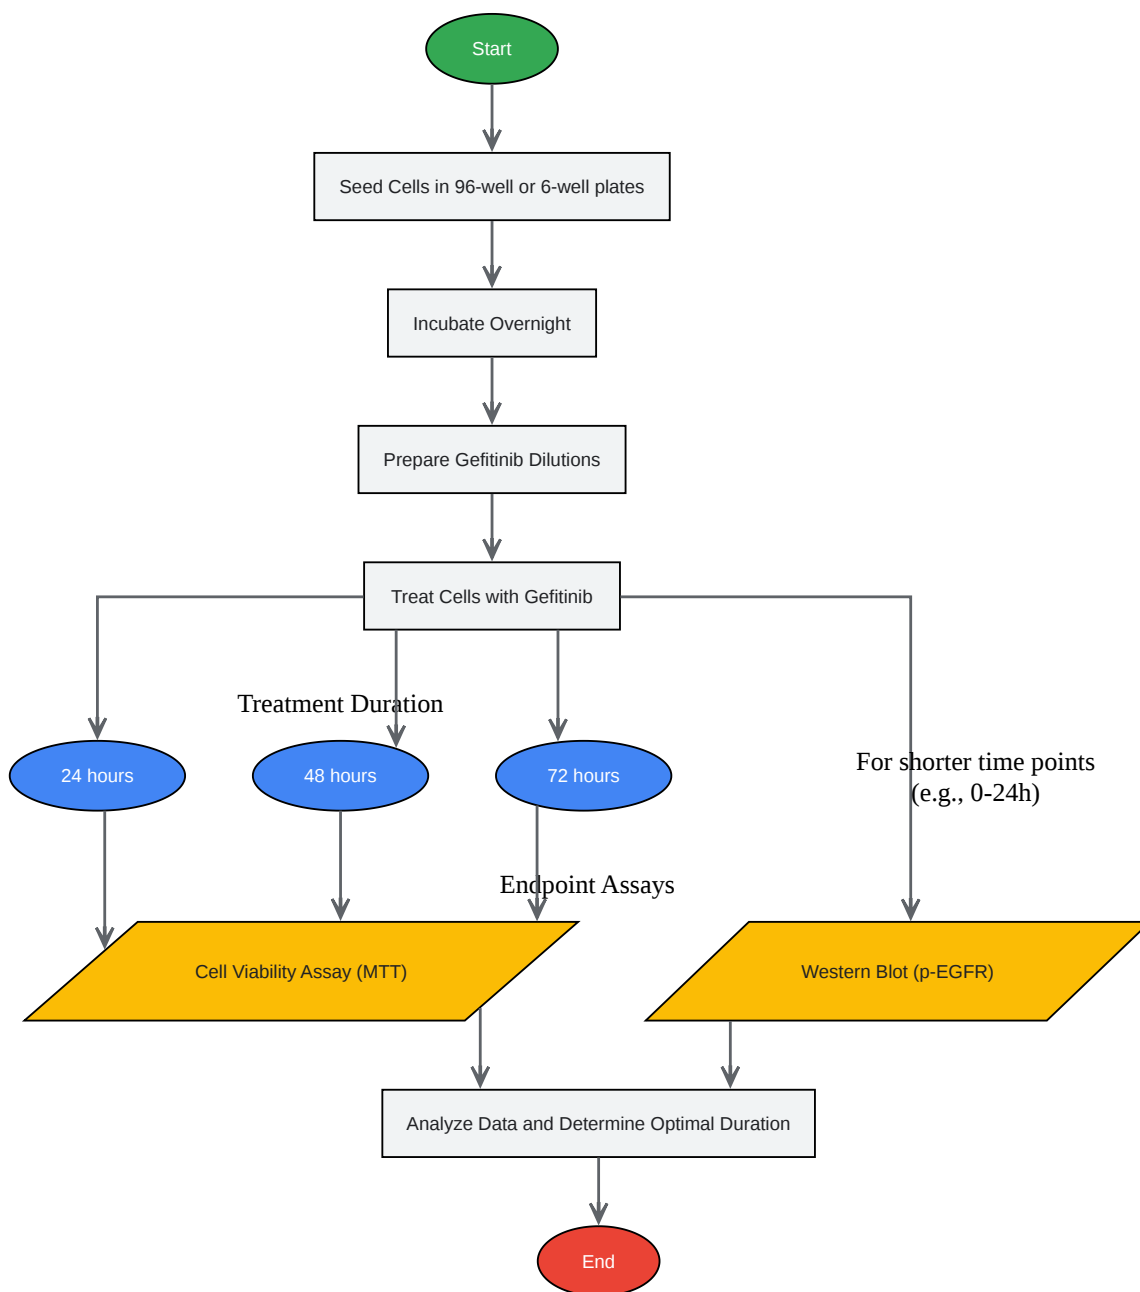 Start
Seed Cells in 96-well or 6-well plates
Incubate Overnight
Prepare Gefitinib Dilutions
Treat Cells with Gefitinib
Treatment Duration
24 hours
48 hours
72 hours
For shorter time points
(e.g., 0-24h)
Endpoint Assays
Cell Viability Assay (MTT)
Western Blot (p-EGFR)
Analyze Data and Determine Optimal Duration
End